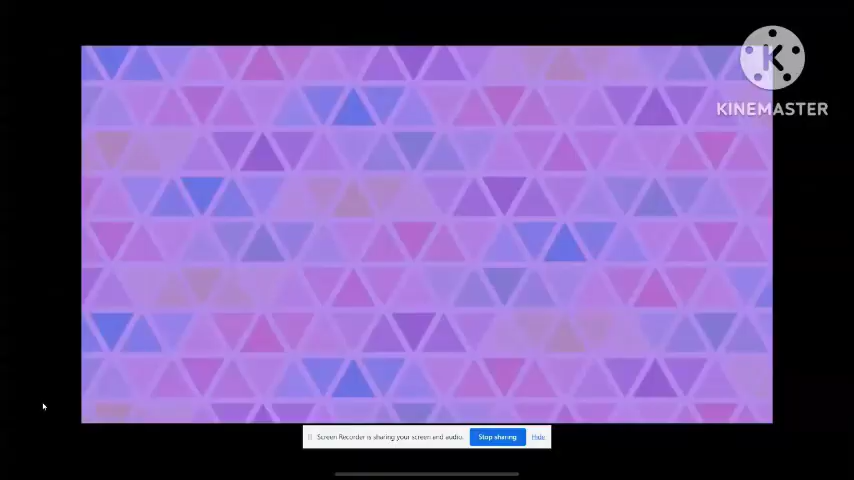 K
KINEMASTER
Screen Recorder is sharing your screen and audio.
Stop sharing
Hide